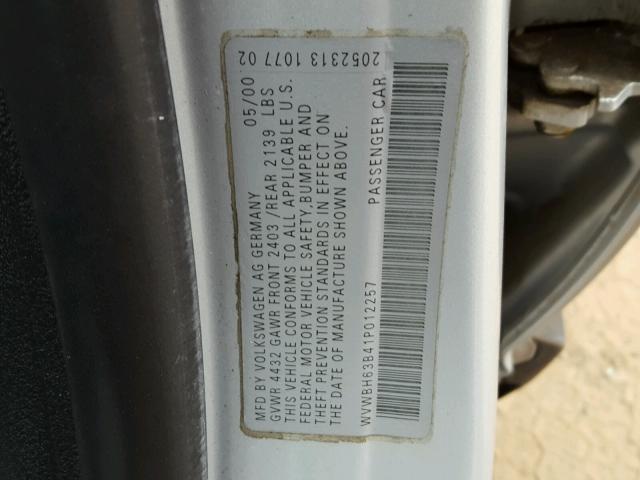 MFD BY VOLKSWAGEN AG GERMANY 05/00
GVWR 4432 GAWR FRONT 2403 /REAR 2139 LBS
THIS VEHICLE CONFORMS TO ALL APPLICABLE U.S.
FEDERAL MOTOR VEHICLE SAFETY,BUMPER AND
THEFT PREVENTION STANDARDS IN EFFECT ON
THE DATE OF MANUFACTURE SHOWN ABOVE.
WVWBH63B41P012257 PASSENGER CAR
2052313 1077 02